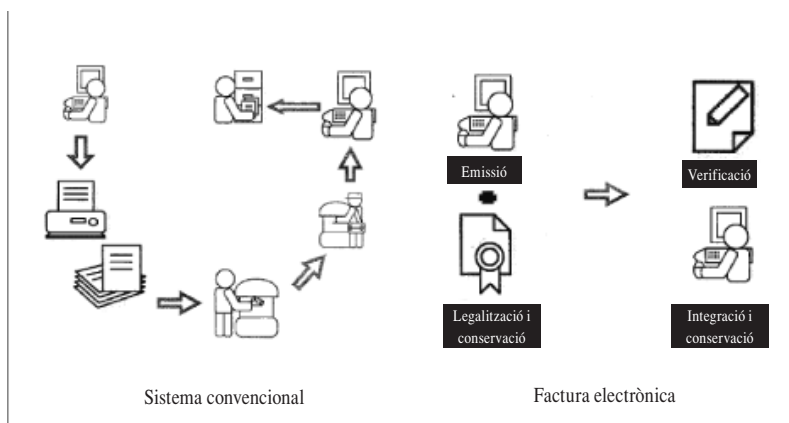 Emissió
Verificació
Legalització i
conservació
Integració i
conservació
Sistema convencional
Factura electrònica